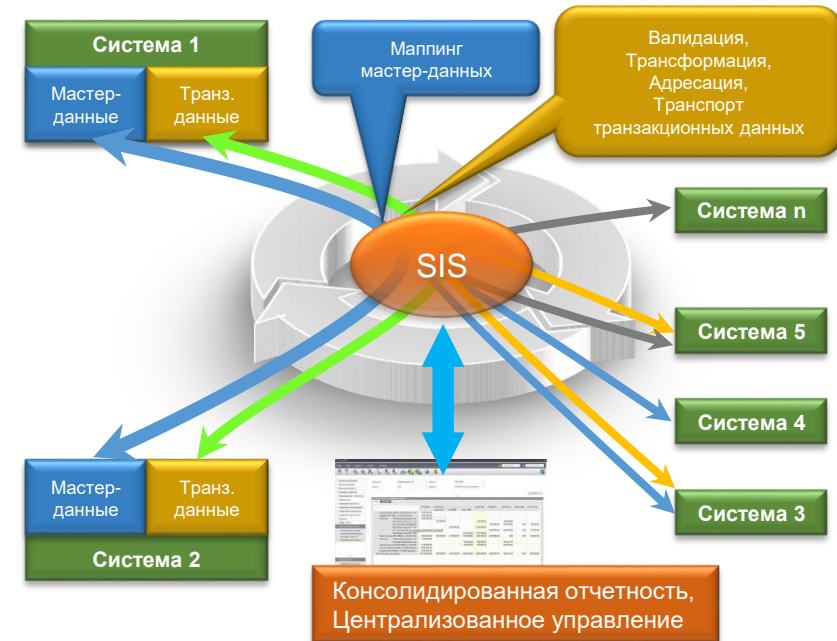 Система 1
Мастер-
данные
Транз.
данные
Маппинг
мастер-данных
Валидация,
Трансформация,
Адресация,
Транспорт
транзакционных данных
SIS
Система n
Система 5
Система 4
Система 3
Мастер-
данные
Транз.
данные
Система 2
Консолидированная отчетность,
Централизованное управление